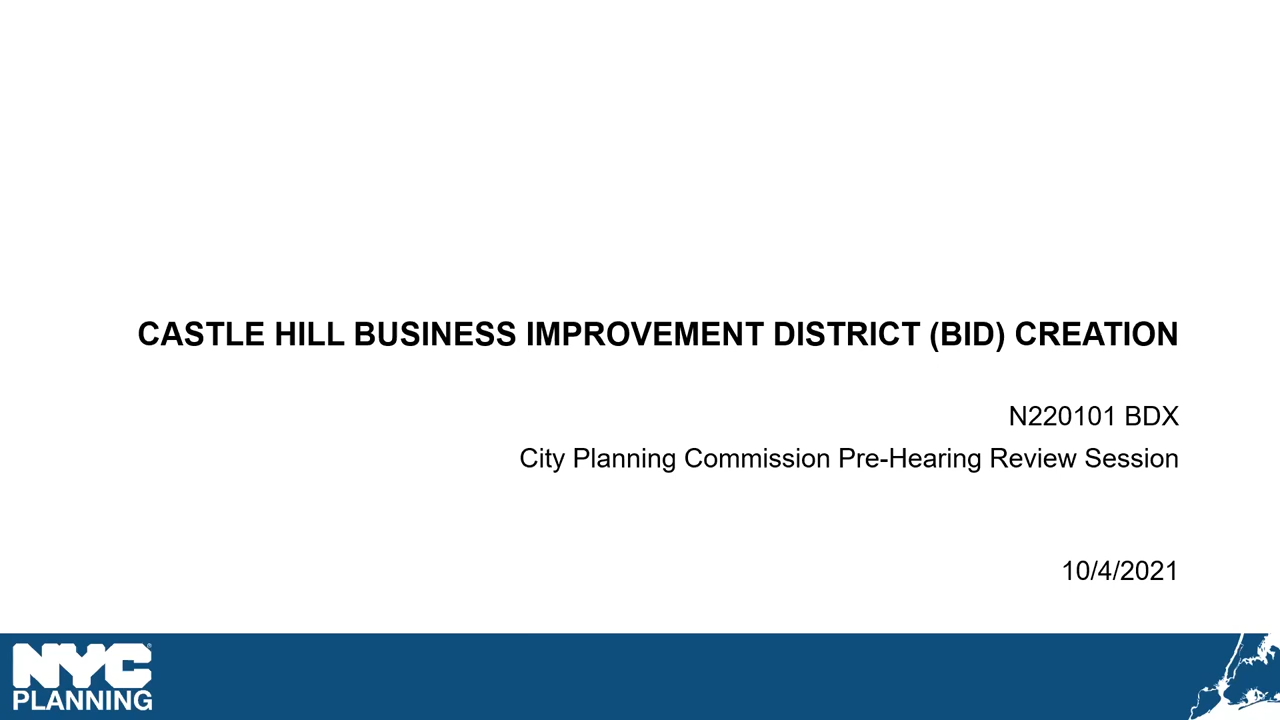 CASTLE HILL BUSINESS IMPROVEMENT DISTRICT (BID) CREATION
N220101 BDX
City Planning Commission Pre-Hearing Review Session
10/4/2021
NYC
PLANNING